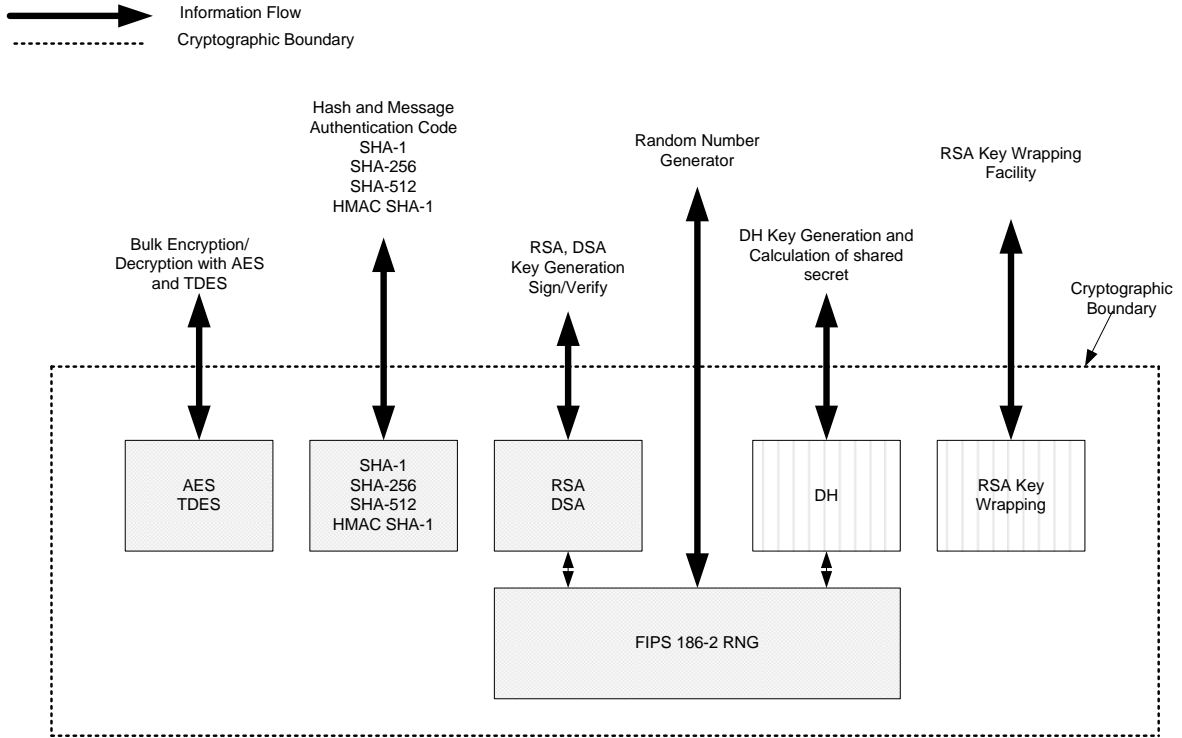 Information Flow
Cryptographic Boundary
Hash and Message
Authentication Code
SHA-1
SHA-256
SHA-512
HMAC SHA-1
Random Number
Generator
RSA Key Wrapping
Facility
Bulk Encryption/
Decryption with AES
and TDES
RSA, DSA
Key Generation
Sign/Verify
DH Key Generation and
Calculation of shared
secret
Cryptographic
Boundary
AES
TDES
SHA-1
SHA-256
SHA-512
HMAC SHA-1
RSA
DSA
DH
RSA Key
Wrapping
FIPS 186-2 RNG